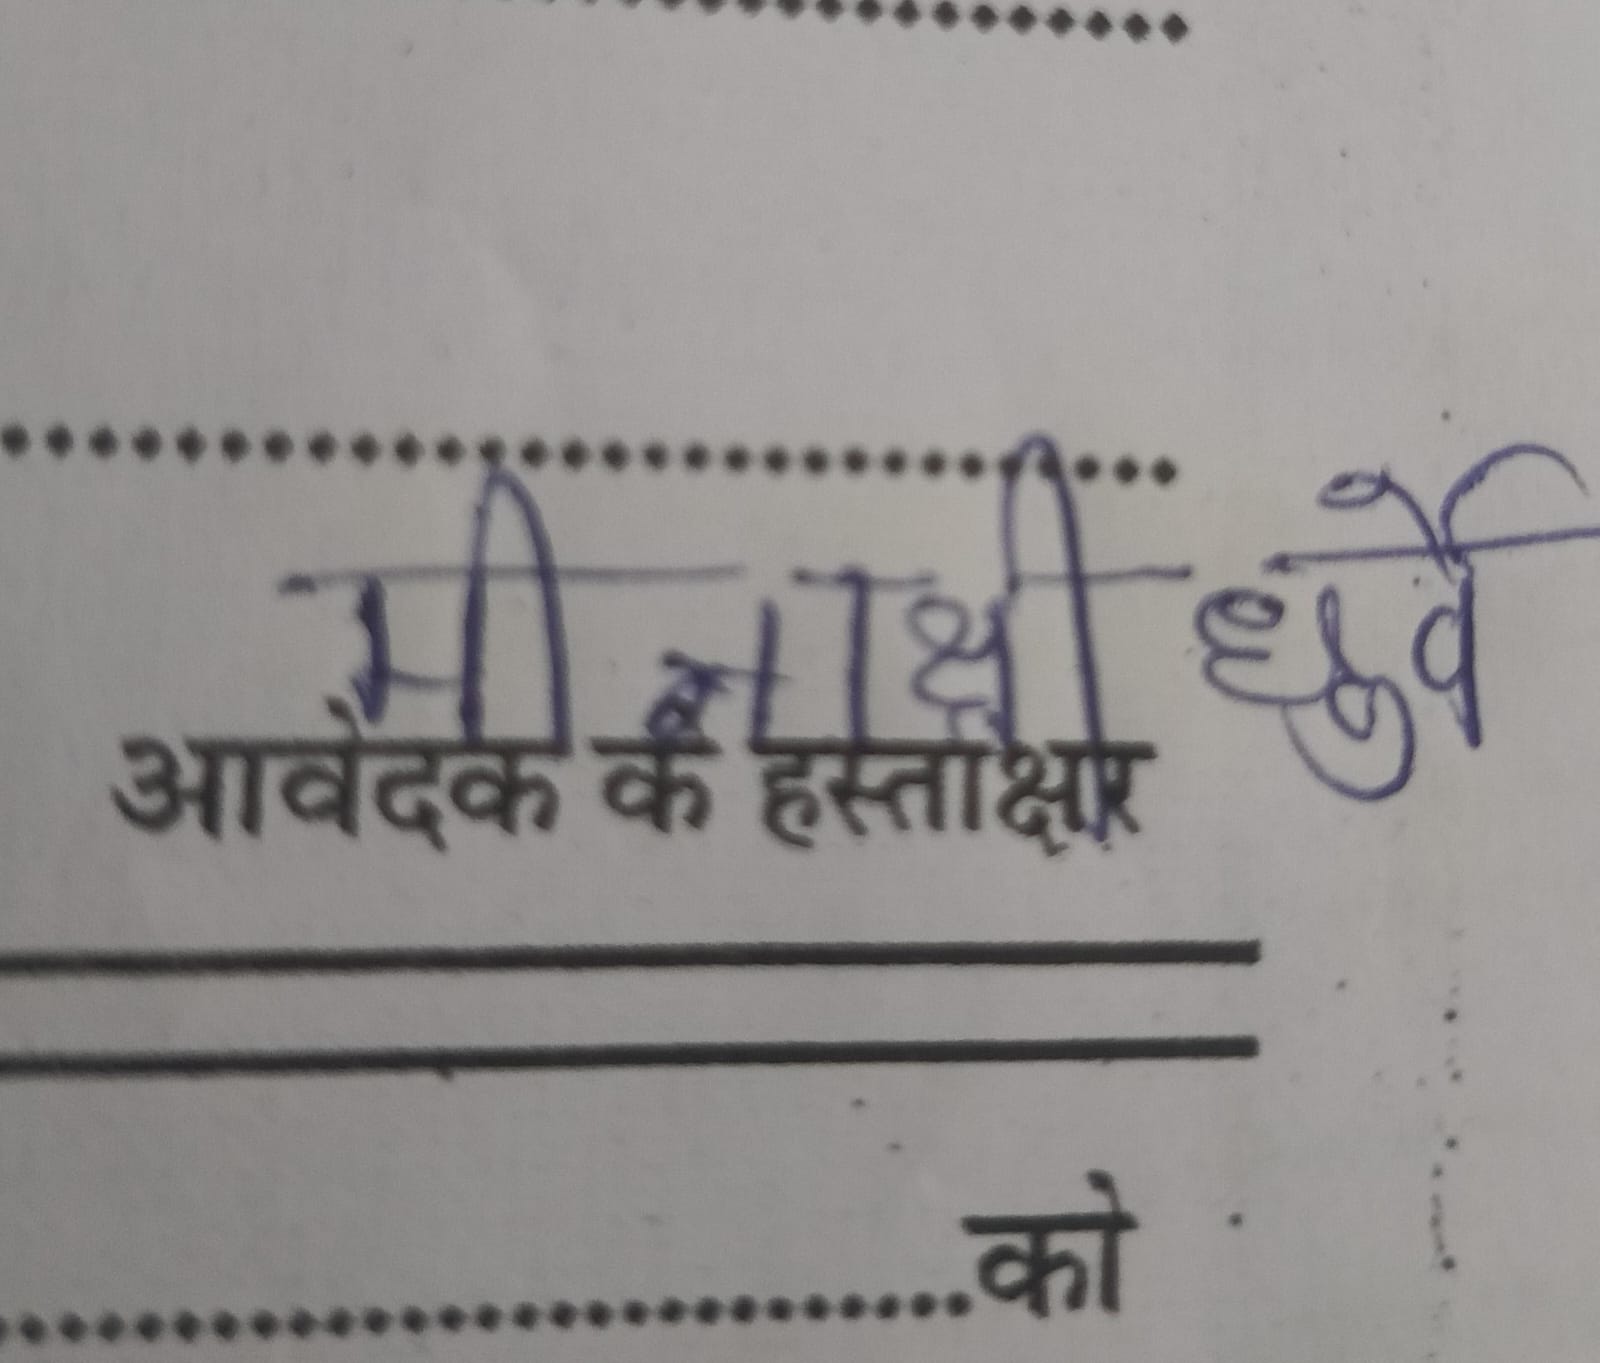 मीनाक्षी धुर्वे
आवेदक के हस्ताक्षर
को